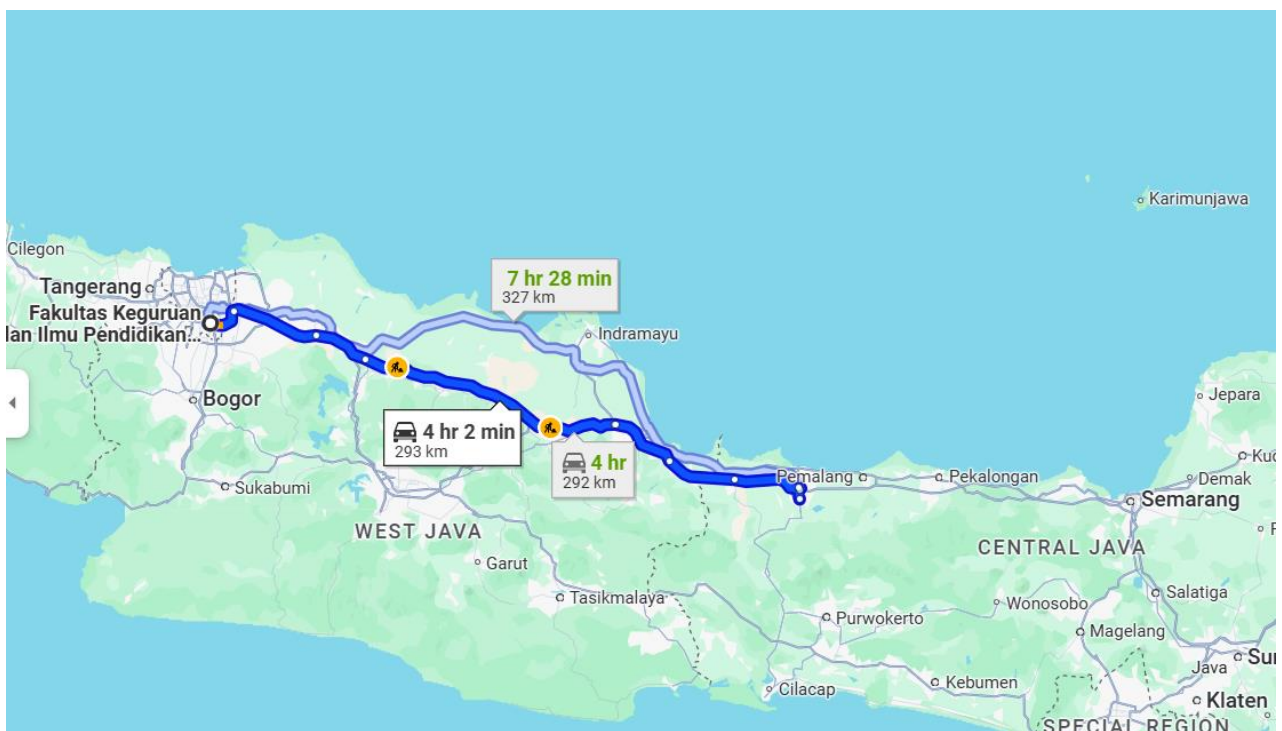 Karimunjawa
Cilegon
7 hr 28 min
327 km
Tangerang
Fakultas Keguruan
dan Ilmu Pendidikan...
Indramayu
Bogor
Jepara
4 hr 2 min
293 km
4 hr
292 km
Pemalang
Pekalongan
Demak
Sukabumi
Semarang
WEST JAVA
CENTRAL JAVA
Garut
Tasikmalaya
Wonosobo
Salatiga
Purwokerto
Magelang
Java
Kebumen
Cilacap
Klaten
SPECIAL REGION